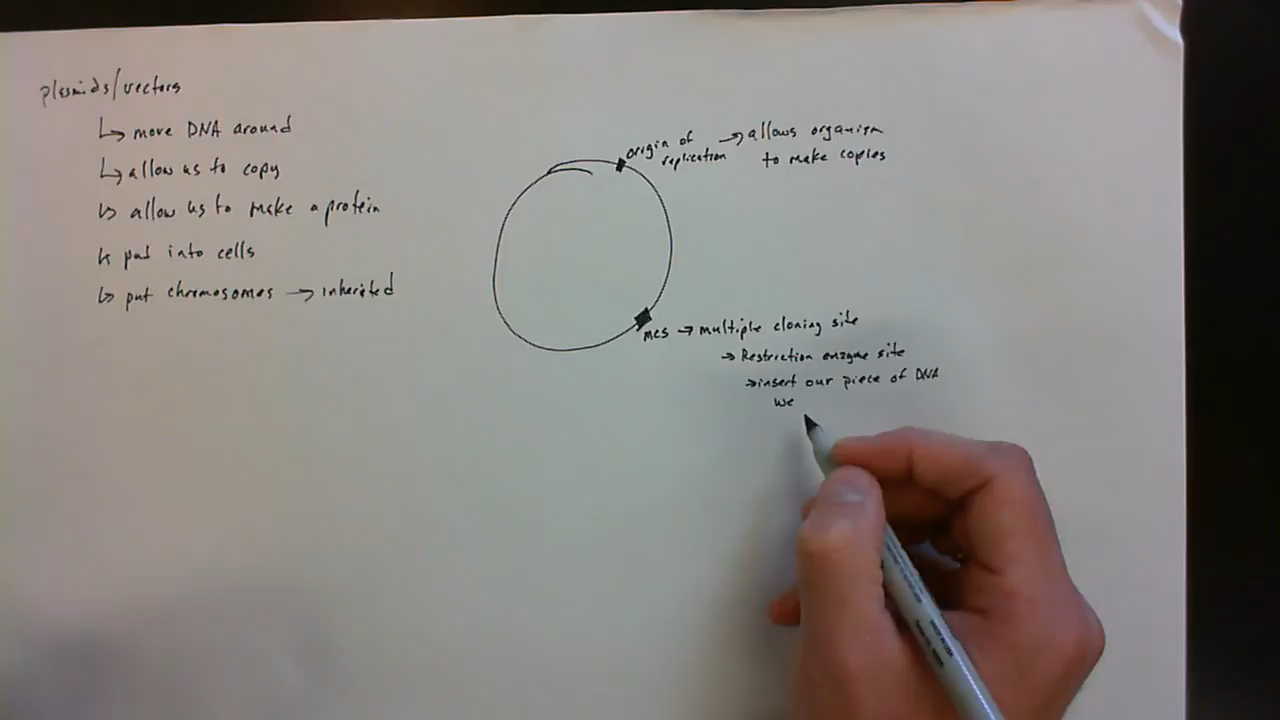 plasmids/vectors
↳ move DNA around
↳ allow us to copy
↳ allow us to make a protein
↳ put into cells
↳ put chromosomes → inherited
origin of replication → allows organism
to make copies
MCS → multiple cloning site
→ Restriction enzyme site
→ insert our piece of DNA
we